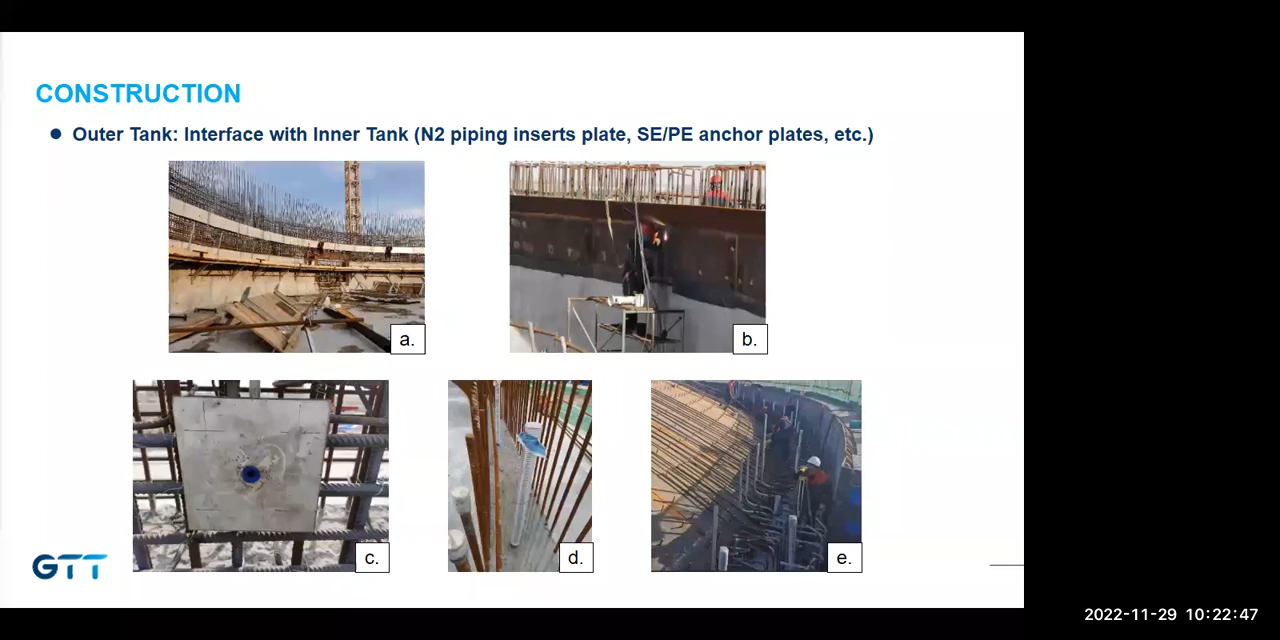 CONSTRUCTION
● Outer Tank: Interface with Inner Tank (N2 piping inserts plate, SE/PE anchor plates, etc.)
a.
b.
c.
d.
e.
GTT
2022-11-29 10:22:47